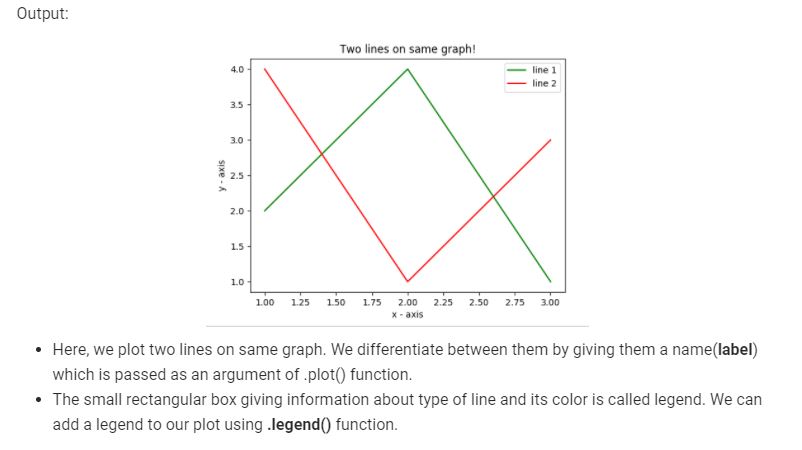 Output:
Two lines on same graph!
line 1
line 2
y - axis
4.0
3.5
3.0
2.5
2.0
1.5
1.0
1.00 1.25 1.50 1.75 2.00 2.25 2.50 2.75 3.00
x - axis
Here, we plot two lines on same graph. We differentiate between them by giving them a name(label)
which is passed as an argument of .plot() function.
The small rectangular box giving information about type of line and its color is called legend. We can
add a legend to our plot using .legend() function.